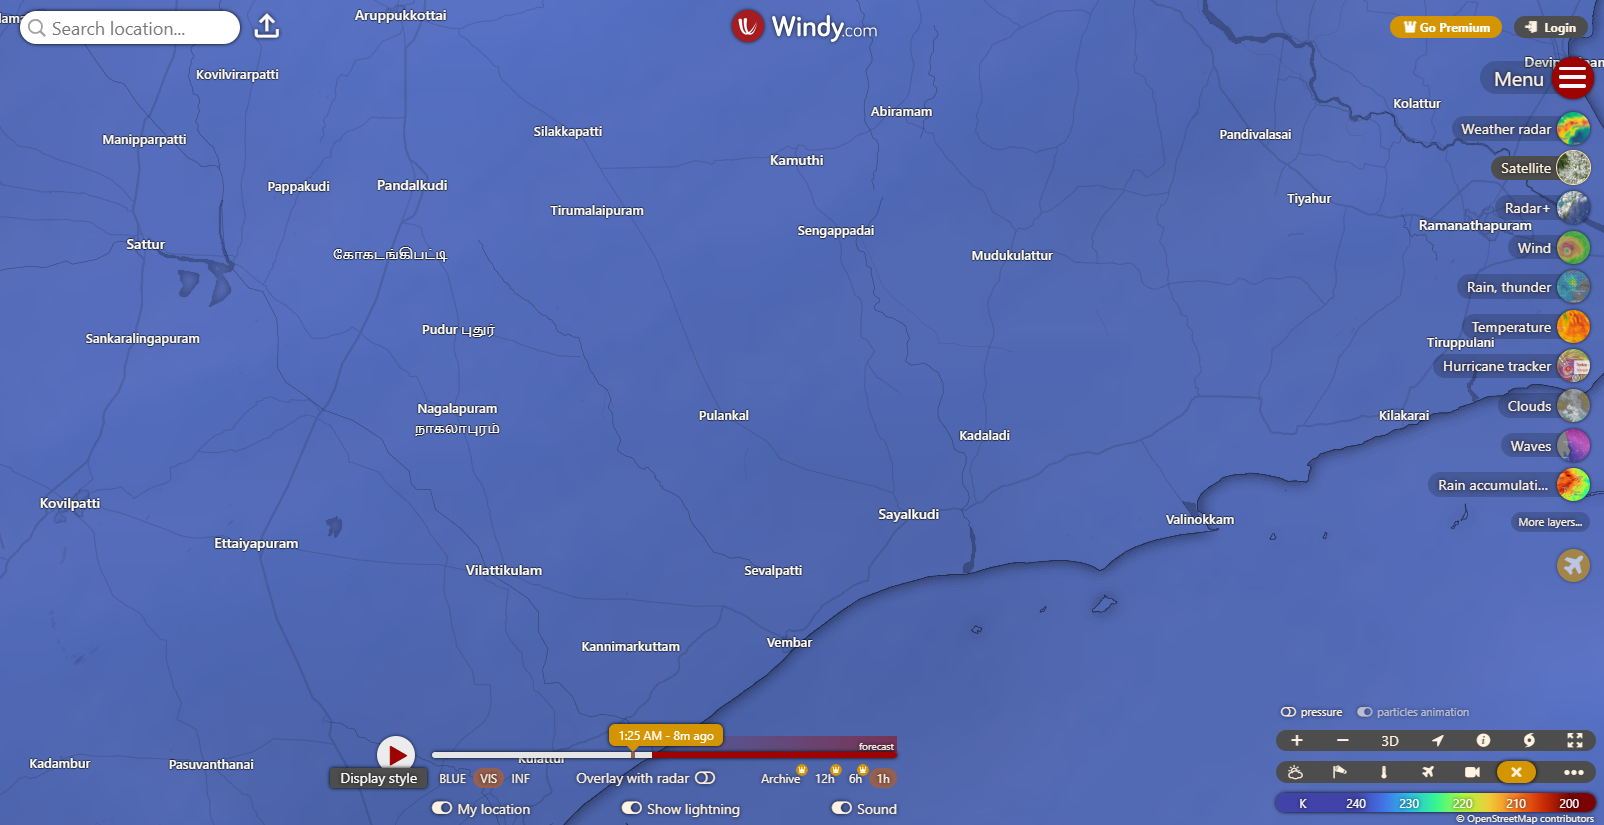 Search location...
Windy.com
Go Premium
Login
Menu
Aruppukkottai
Kovilvirarpatti
Manipparpatti
Silakkapatti
Abiramam
Kolattur
Pandivalasai
Weather radar
Kamuthi
Satellite
Pappakudi
Pandalkudi
Tirumalaipuram
Tiyahur
Radar+
Ramanathapuram
Sengappadai
Sattur
கோகடங்கிபட்டி
Mudukulattur
Wind
Rain, thunder
Pudur புதுர்
Temperature
Sankaralingapuram
Tiruppulani
Hurricane tracker
Nagalapuram
நாகலாபுரம்
Pulankal
Kilakarai
Clouds
Kadaladi
Waves
Rain accumulati...
Kovilpatti
Sayalkudi
Valinokkam
More layers...
Ettaiyapuram
Vilattikulam
Sevalpatti
Kannimarkuttam
Vembar
pressure
particles animation
1:25 AM - 8m ago
forecast
3D
Kadambur
Pasuvanthanai
Kulattur
Display style
BLUE VIS INF
Overlay with radar
Archive 12h 6h 1h
My location
Show lightning
Sound
K 240 230 220 210 200
© OpenStreetMap contributors